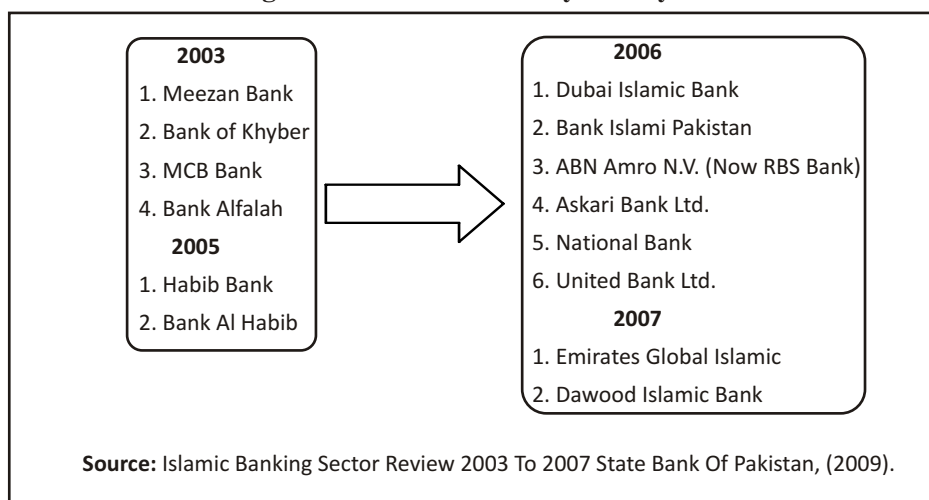 2003
1. Meezan Bank
2. Bank of Khyber
3. MCB Bank
4. Bank Alfalah
2005
1. Habib Bank
2. Bank Al Habib
2006
1. Dubai Islamic Bank
2. Bank Islami Pakistan
3. ABN Amro N.V. (Now RBS Bank)
4. Askari Bank Ltd.
5. National Bank
6. United Bank Ltd.
2007
1. Emirates Global Islamic
2. Dawood Islamic Bank
Source: Islamic Banking Sector Review 2003 To 2007 State Bank Of Pakistan, (2009).